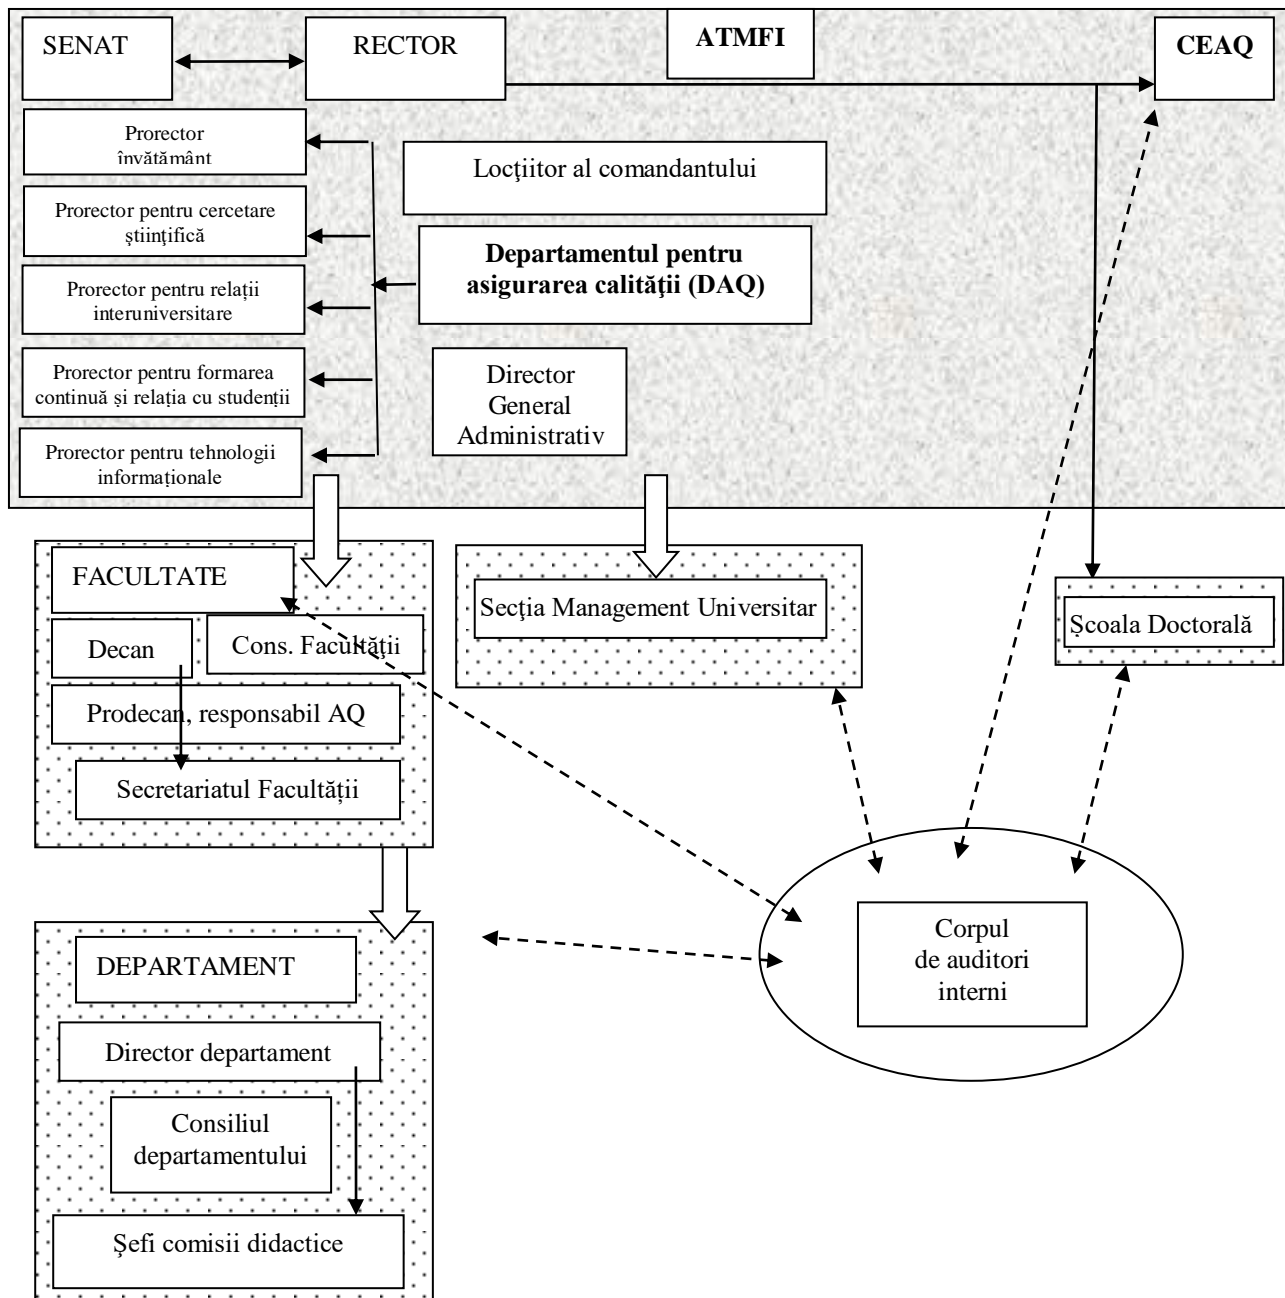 SENAT
RECTOR
ATMFI
CEAQ
Prorector
învătământ
Locţiitor al comandantului
Prorector pentru cercetare
ştiinţifică
Departamentul pentru
asigurarea calităţii (DAQ)
Prorector pentru relații
interuniversitare
Prorector pentru formarea
continuă și relația cu studenții
Director
General
Administrativ
Prorector pentru tehnologii
informaționale
FACULTATE
Decan
Cons. Facultăţii
Prodecan, responsabil AQ
Secretariatul Facultății
Secţia Management Universitar
Școala Doctorală
Corpul
de auditori
interni
DEPARTAMENT
Director departament
Consiliul
departamentului
Şefi comisii didactice